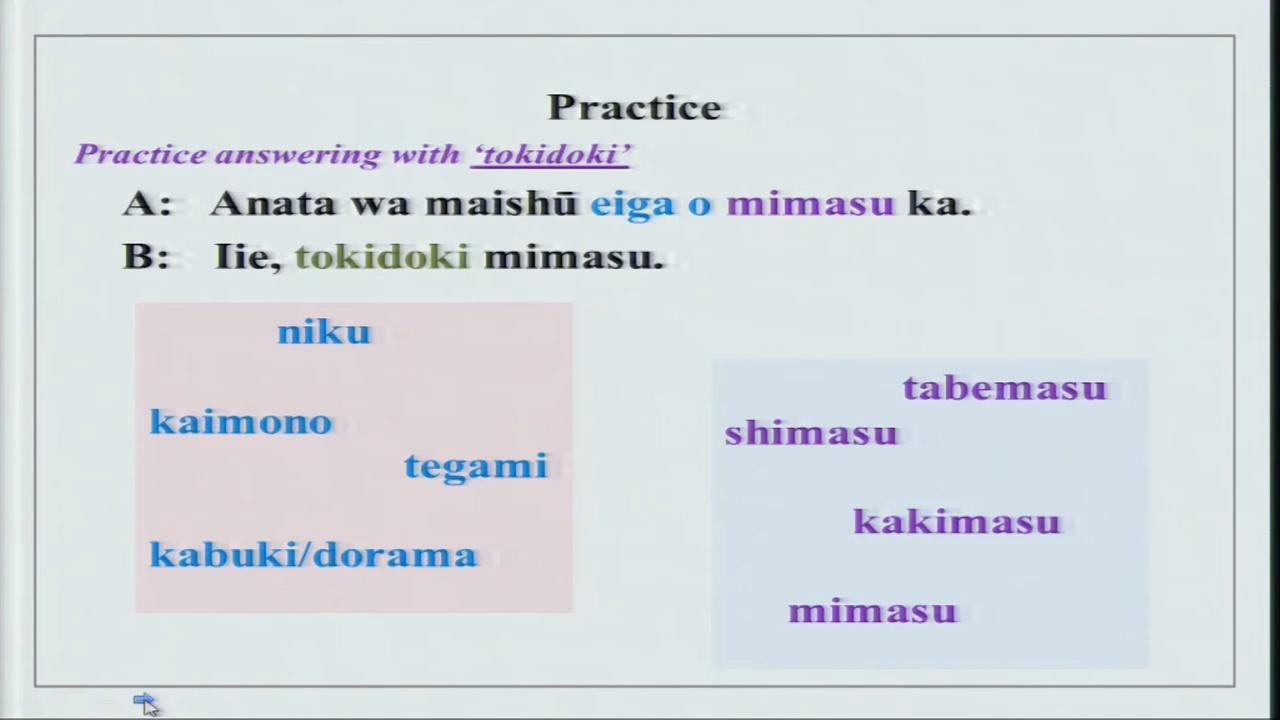 Practice
Practice answering with ‘tokidoki’
A: Anata wa maishū eiga o mimasu ka.
B: Iie, tokidoki mimasu.
niku
kaimono
tegami
kabuki/dorama
tabemasu
shimasu
kakimasu
mimasu